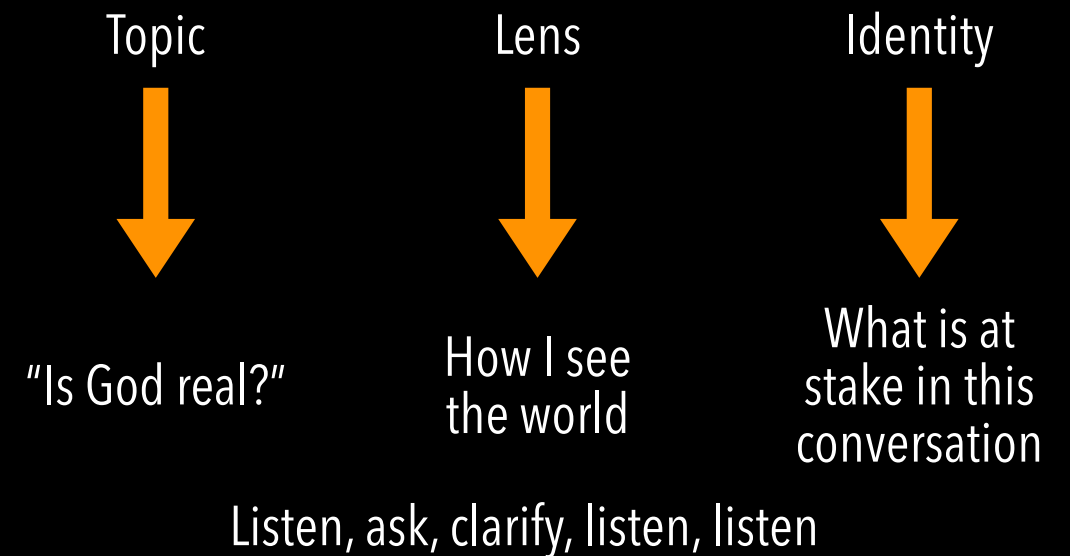 Topic
Lens
Identity
“Is God real?”
How I see
the world
What is at
stake in this
conversation
Listen, ask, clarify, listen, listen